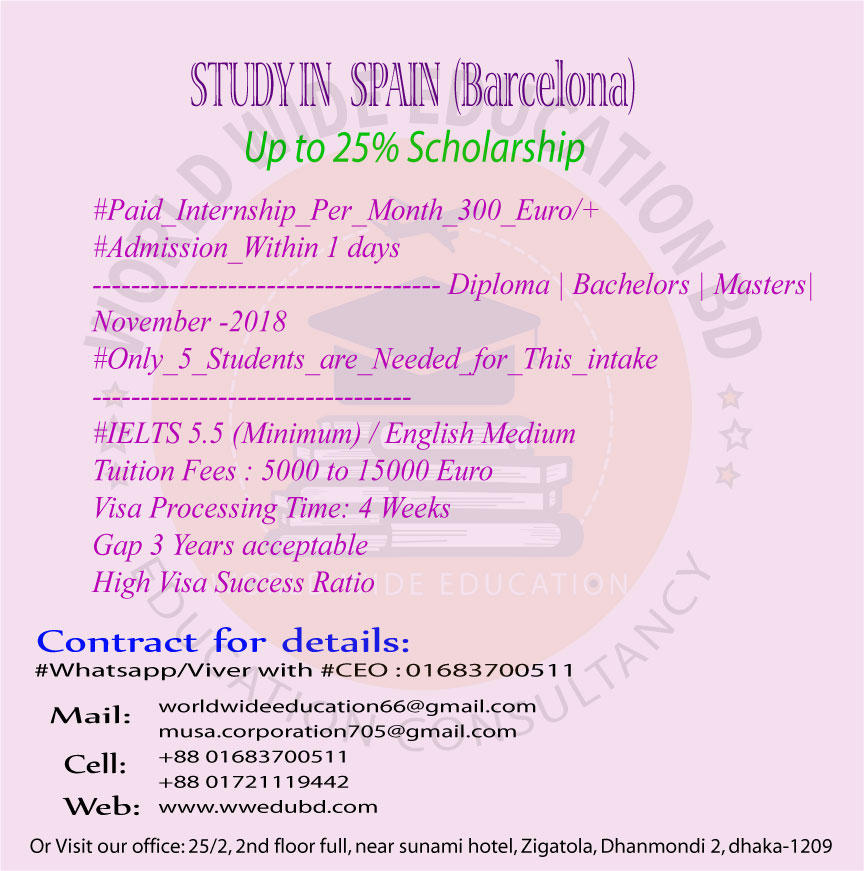 STUDY IN SPAIN (Barcelona)
Up to 25% Scholarship
#Paid_Internship_Per_Month_300_Euro/+
#Admission_Within 1 days
------------------------------------ Diploma | Bachelors | Masters|
November -2018
#Only_5_Students_are_Needed_for_This_intake
---------------------------------
#IELTS 5.5 (Minimum) / English Medium
Tuition Fees : 5000 to 15000 Euro
Visa Processing Time: 4 Weeks
Gap 3 Years acceptable
High Visa Success Ratio
Contract for details:
#Whatsapp/Viver with #CEO : 01683700511
Mail: worldwideeducation66@gmail.com
musa.corporation705@gmail.com
Cell: +88 01683700511
+88 01721119442
Web: www.wwedubd.com
Or Visit our office: 25/2, 2nd floor full, near sunami hotel, Zigatola, Dhanmondi 2, dhaka-1209
WORLD WIDE EDUCATION BD
WORLD WIDE EDUCATION
EDUCATION CONSULTANCY